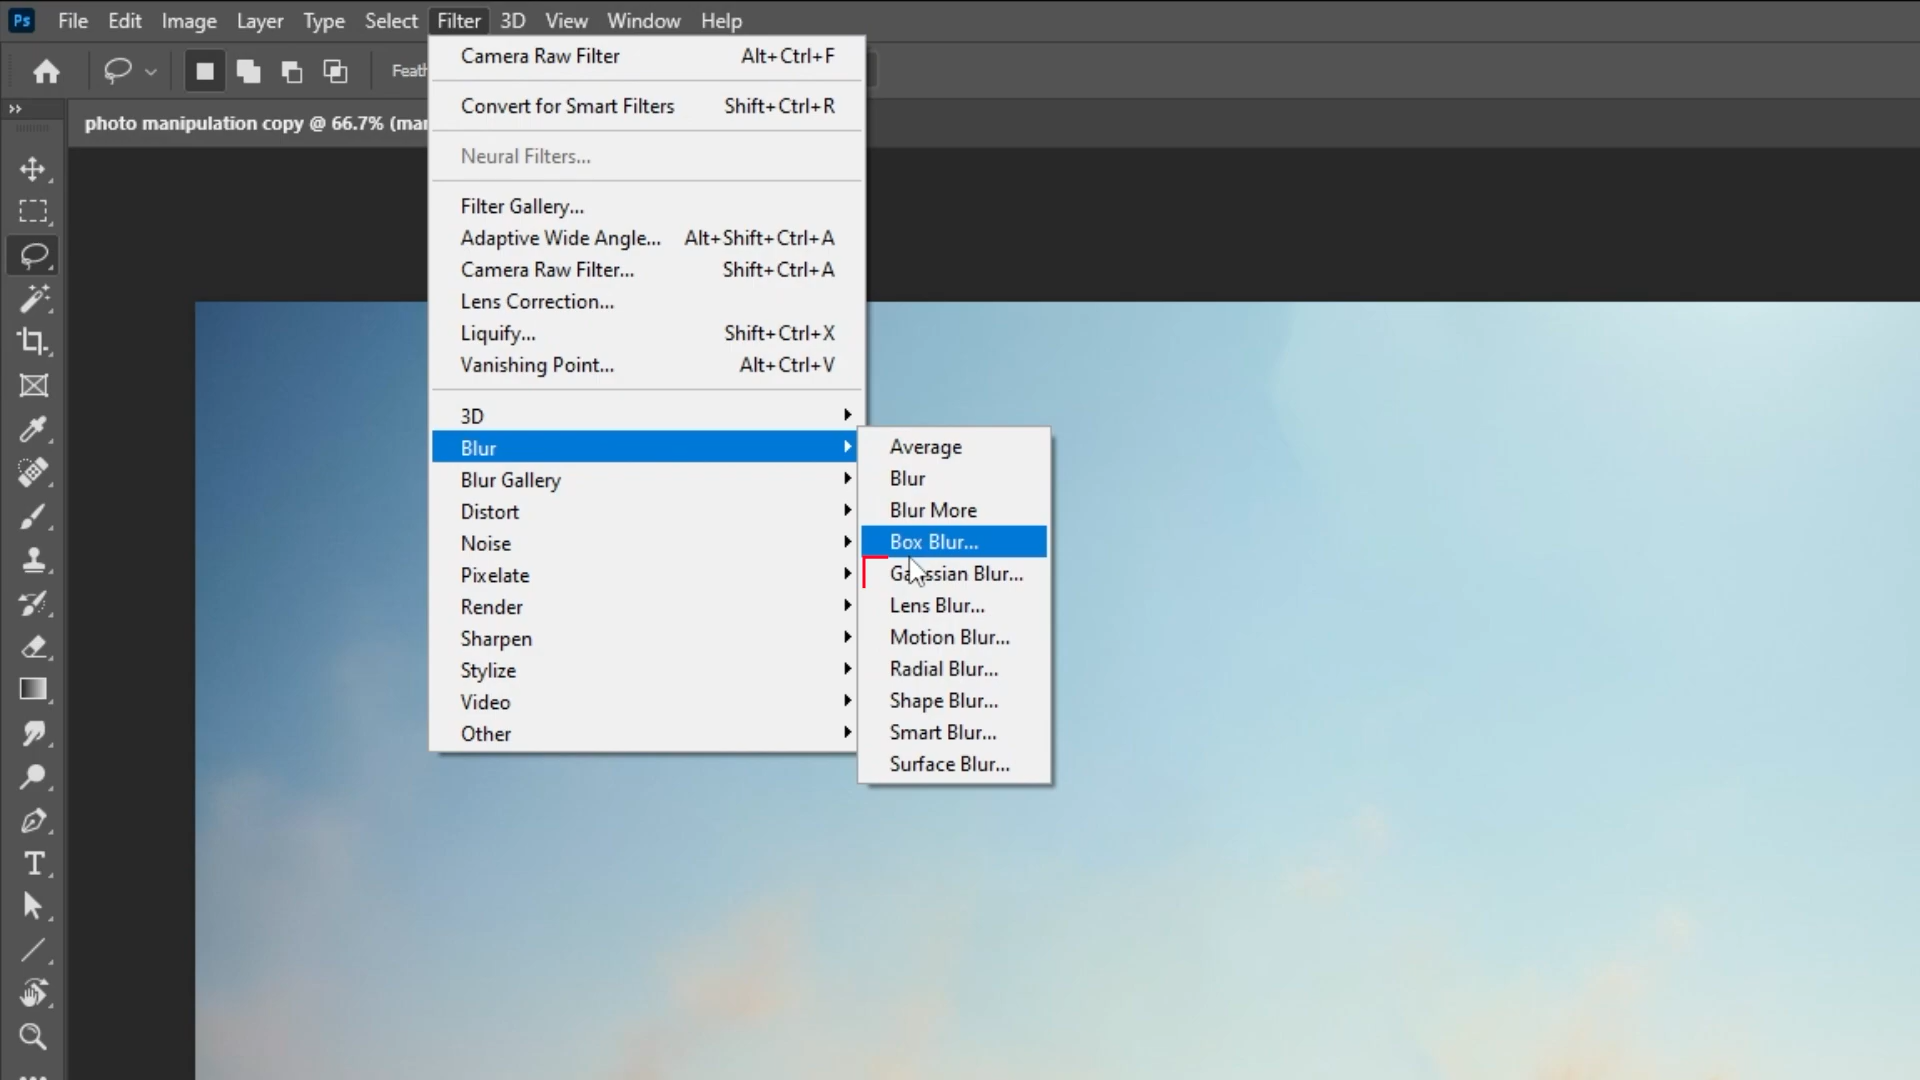 Ps File Edit Image Layer Type Select Filter 3D View Window Help
Camera Raw Filter Alt+Ctrl+F
Convert for Smart Filters Shift+Ctrl+R
photo manipulation copy @ 66.7%
Neural Filters...
Filter Gallery...
Adaptive Wide Angle... Alt+Shift+Ctrl+A
Camera Raw Filter... Shift+Ctrl+A
Lens Correction...
Liquify... Shift+Ctrl+X
Vanishing Point... Alt+Ctrl+V
3D
Blur
Blur Gallery
Distort
Noise
Pixelate
Render
Sharpen
Stylize
Video
Other
Average
Blur
Blur More
Box Blur...
Gaussian Blur...
Lens Blur...
Motion Blur...
Radial Blur...
Shape Blur...
Smart Blur...
Surface Blur...